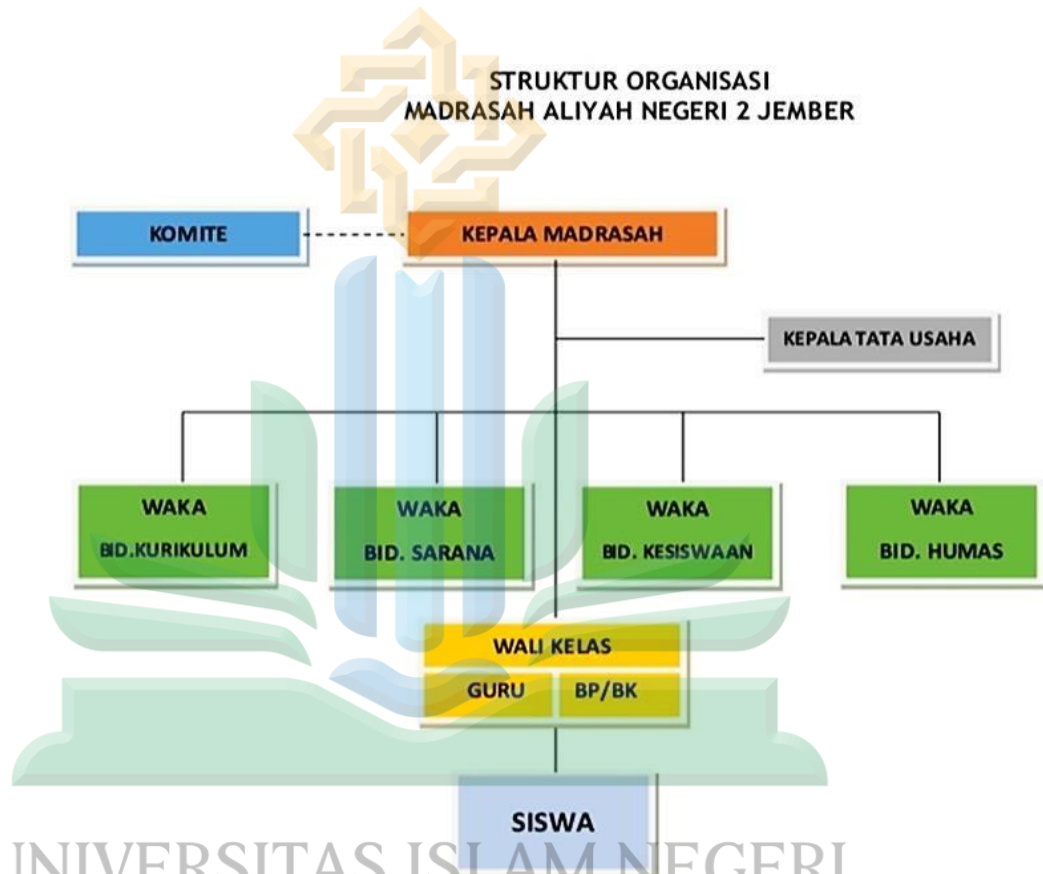 STRUKTUR ORGANISASI
MADRASAH ALIYAH NEGERI 2 JEMBER
KOMITE
KEPALA MADRASAH
KEPALA TATA USAHA
WAKA
BID.KURIKULUM
WAKA
BID. SARANA
WAKA
BID. KESISWAAN
WAKA
BID. HUMAS
WALI KELAS
GURU
BP/BK
SISWA
UNIVERSITAS ISLAM NEGERI